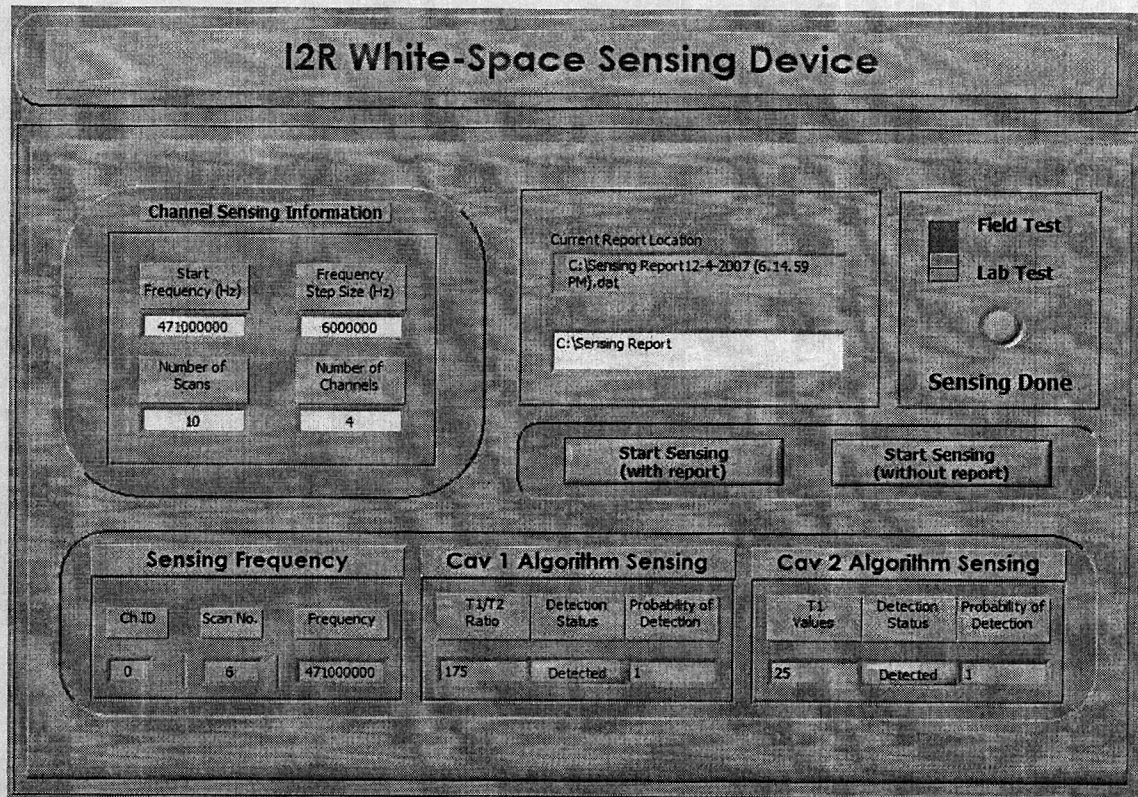 I2R White-Space Sensing Device
Channel Sensing Information
Start
Frequency (Hz)
471000000
Frequency
Step Size (Hz)
6000000
Number of
Scans
10
Number of
Channels
4
Current Report Location
C:\Sensing Report12-4-2007 (6.14.59
PM).dat
C:\Sensing Report
Field Test
Lab Test
Sensing Done
Start Sensing
(with report)
Start Sensing
(without report)
Sensing Frequency
Ch ID
Scan No.
Frequency
0
6
471000000
Cav 1 Algorithm Sensing
T1/T2
Ratio
Detection
Status
Probability of
Detection
175
Detected
1
Cav 2 Algorithm Sensing
T1
Values
Detection
Status
Probability of
Detection
25
Detected
1